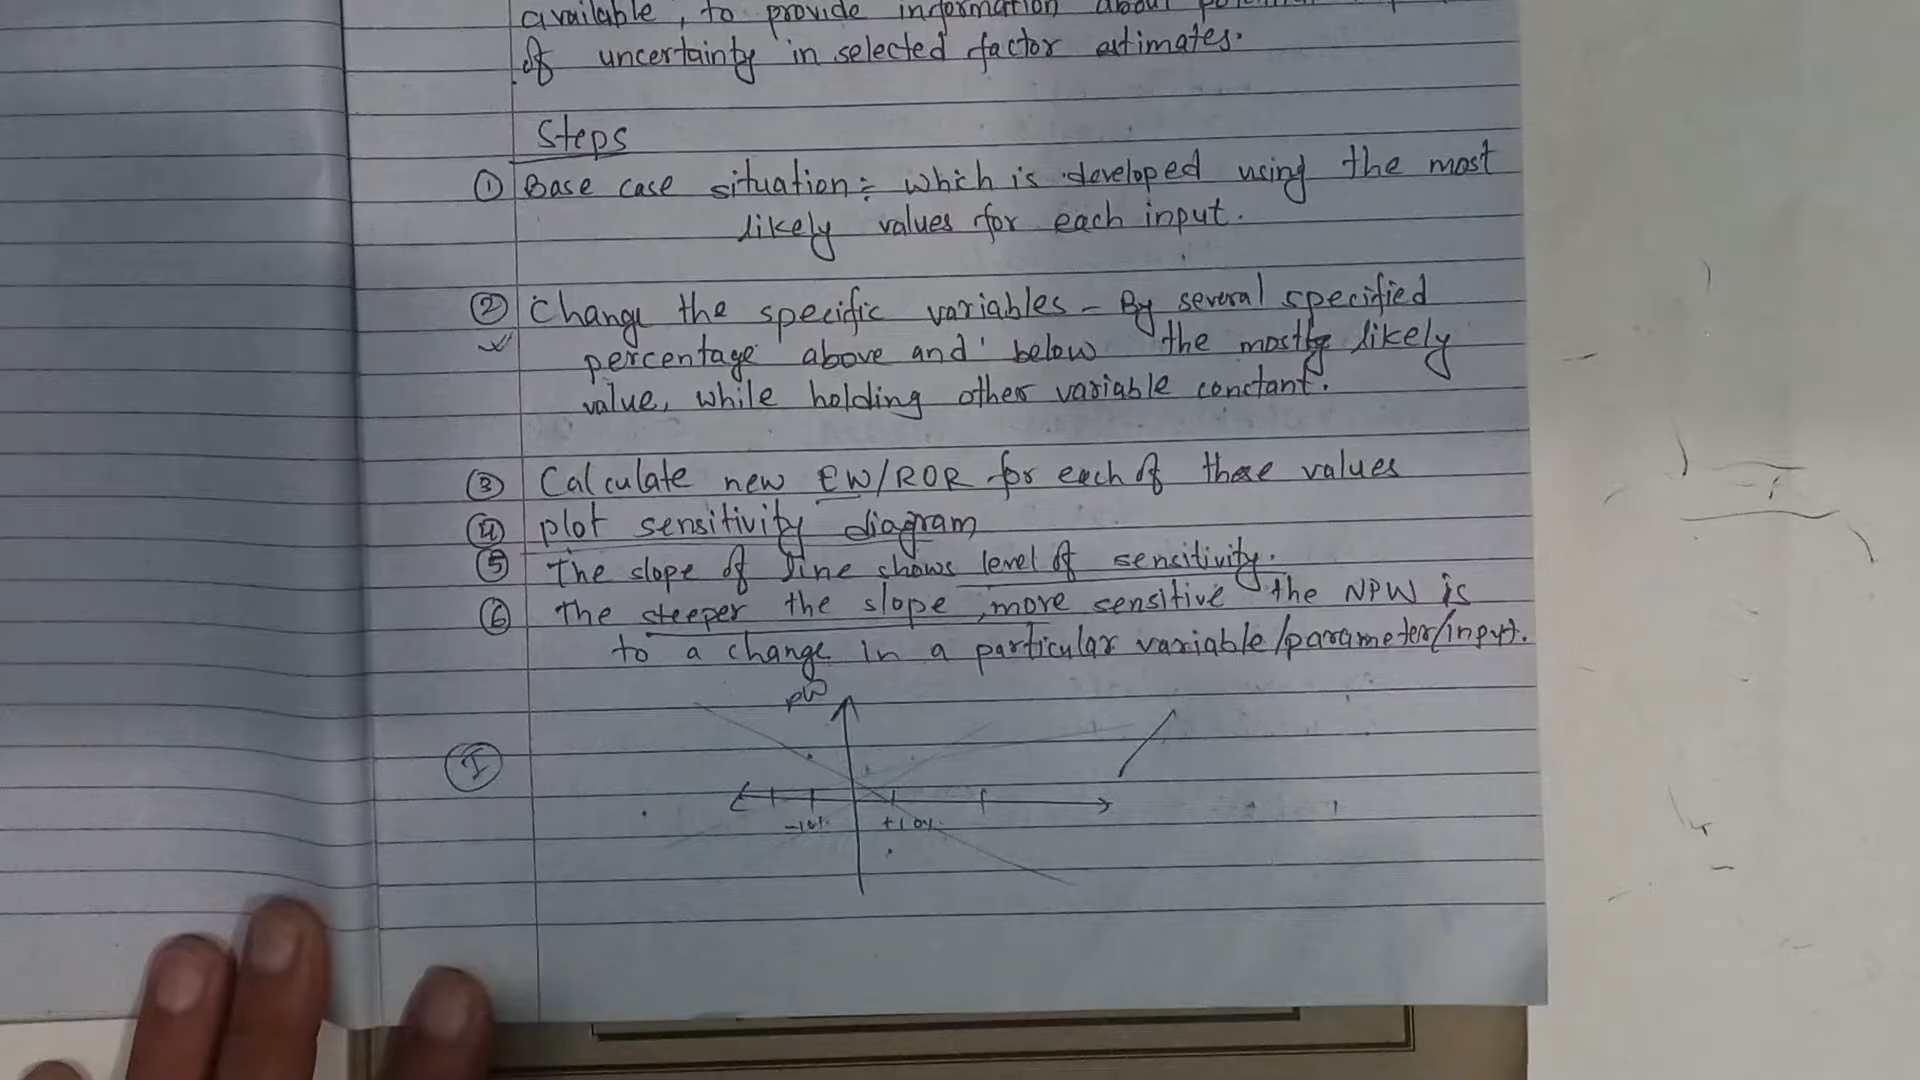 available, to provide information about
of uncertainty in selected factor estimates.
Steps
① Base case situation:- which is developed using the most
likely values for each input.
② Change the specific variables - By several specified
percentage above and below the mostly likely
value, while holding other variable constant.
③ Calculate new EW/ROR for each of these values
④ plot sensitivity diagram
⑤ The slope of line shows level of sensitivity.
⑥ The steeper the slope, more sensitive the NPW is
to a change in a particular variable/parameter/input.
PW
I
-10% +10%